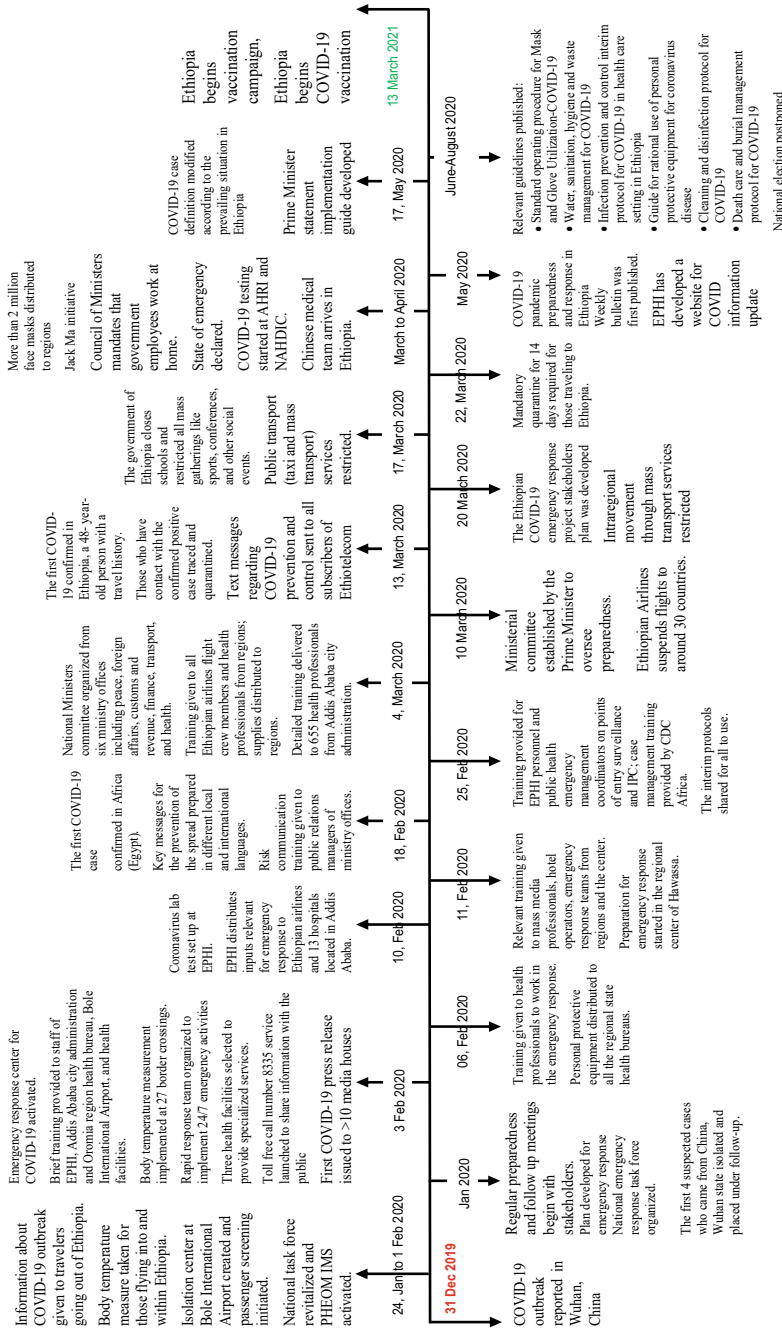 Information about
COVID-19 outbreak
given to travelers
going out of Ethiopia.
Body temperature
measure taken for
those flying into and
within Ethiopia.
Isolation center at
Bole International
Airport created and
passenger screening
initiated.
National task force
revitalized and
PHEOM IMS
activated.
24, Jan to 1 Feb 2020
Emergency response center for
COVID-19 activated.
Brief training provided to staff of
EPHI, Addis Ababa city administration
and Oromia region health bureau, Bole
International Airport, and health
facilities.
Body temperature measurement
implemented at 27 border crossings.
Rapid response team organized to
implement 24/7 emergency activities
Three health facilities selected to
provide specialized services.
Toll free call number 8335 service
launched to share information with the
public
First COVID-19 press release
issued to >10 media houses
3 Feb 2020
Coronavirus lab
test set up at
EPHI.
EPHI distributes
inputs relevant
for emergency
response to
Ethiopian airlines
and 13 hospitals
located in Addis
Ababa.
10, Feb 2020
The first COVID-19
case
confirmed in Africa
(Egypt).
Key messages for
the prevention of
the spread prepared
in different local
and international
languages.
Risk
communication
training given to
public relations
managers of
ministry offices.
18, Feb 2020
National Ministers
committee organized from
six ministry offices
including peace, foreign
affairs, customs and
revenue, finance, transport,
and health.
Training given to all
Ethiopian airlines flight
crew members and health
professionals from regions;
supplies distributed to
regions.
Detailed training delivered
to 655 health professionals
from Addis Ababa city
administration.
4, March 2020
The first COVID-
19 confirmed in
Ethiopia, a 48- year-
old person with a
travel history.
Those who have
contact with the
confirmed positive
case traced and
quarantined.
Text messages
regarding
COVID-19
prevention and
control sent to all
subscribers of
Ethiotelecom
13, March 2020
The government of
Ethiopia closes
schools and
restricted all mass
gatherings like
sports, conferences,
and other social
events.
Public transport
(taxi and mass
transport)
services
restricted.
17, March 2020
More than 2 million
face masks distributed
to regions
Jack Ma initiative
Council of Ministers
mandates that
government
employees work at
home.
State of emergency
declared.
COVID-19 testing
started at AHRI and
NAHDIC.
Chinese medical
team arrives in
Ethiopia.
March to April 2020
COVID-19 case
definition modified
according to the
prevailing situation in
Ethiopia
Prime Minister
statement
implementation
guide developed
17, May 2020
Ethiopia
begins
vaccination
campaign,
Ethiopia
begins
COVID-19
vaccination
13 March 2021
31 Dec 2019
COVID-19
outbreak
reported in
Wuhan,
China
Jan 2020
Regular preparedness
and follow up meetings
begin with
stakeholders.
Plan developed for
emergency response
National emergency
response task force
organized.
The first 4 suspected cases
who came from China,
Wuhan state isolated and
placed under follow-up.
06, Feb 2020
Training given to health
professionals to work in
the emergency response.
Personal protective
equipment distributed to
all the regional state
health bureaus.
11, Feb 2020
Relevant training given
to mass media
professionals, hotel
operators, emergency
response teams from
regions and the center.
Preparation for
emergency response
started in the regional
center of Hawassa.
25, Feb 2020
Training provided for
EPHI personnel and
public health
emergency
management
coordinators on points
of entry surveillance
and IPC; case
management training
provided by CDC
Africa.
The interim protocols
shared for all to use.
10 March 2020
Ministerial
committee
established by the
Prime Minister to
oversee
preparedness.
Ethiopian Airlines
suspends flights to
around 30 countries.
20 March 2020
The Ethiopian
COVID-19
emergency response
project stakeholders
plan was developed
Intraregional
movement
through mass
transport services
restricted
22, March 2020
Mandatory
quarantine for 14
days required for
those traveling to
Ethiopia.
May 2020
COVID-19
pandemic
preparedness
and response in
Ethiopia
Weekly
bulletin was
first published.
EPHI has
developed a
website for
COVID
information
update
June-August 2020
Relevant guidelines published:
• Standard operating procedure for Mask
and Glove Utilization-COVID-19
• Water, sanitation, hygiene and waste
management for COVID-19
• Infection prevention and control interim
protocol for COVID-19 in health care
setting in Ethiopia
• Guide for rational use of personal
protective equipment for coronavirus
disease
• Cleaning and disinfection protocol for
COVID-19
• Death care and burial management
protocol for COVID-19
National election postponed